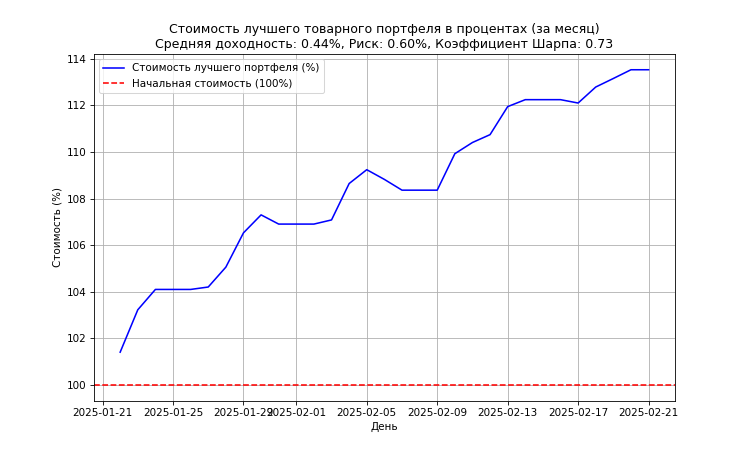 Стоимость лучшего товарного портфеля в процентах (за месяц)
Средняя доходность: 0.44%, Риск: 0.60%, Коэффициент Шарпа: 0.73
Стоимость лучшего портфеля (%)
Начальная стоимость (100%)
Стоимость (%)
114
112
110
108
106
104
102
100
2025-01-21 2025-01-25 2025-01-29 2025-02-01 2025-02-05 2025-02-09 2025-02-13 2025-02-17 2025-02-21
День